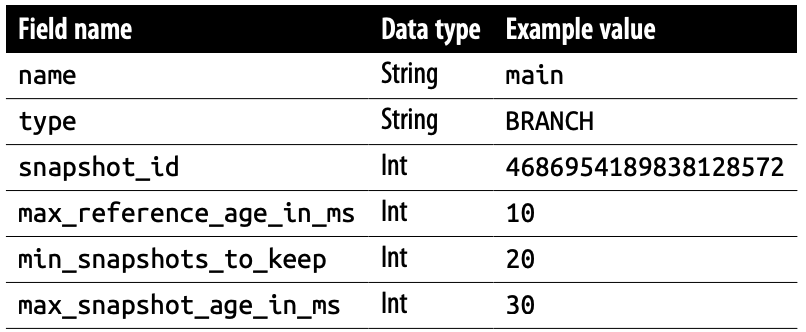 Field name Data type Example value
name String main
type String BRANCH
snapshot_id Int 4686954189838128572
max_reference_age_in_ms Int 10
min_snapshots_to_keep Int 20
max_snapshot_age_in_ms Int 30